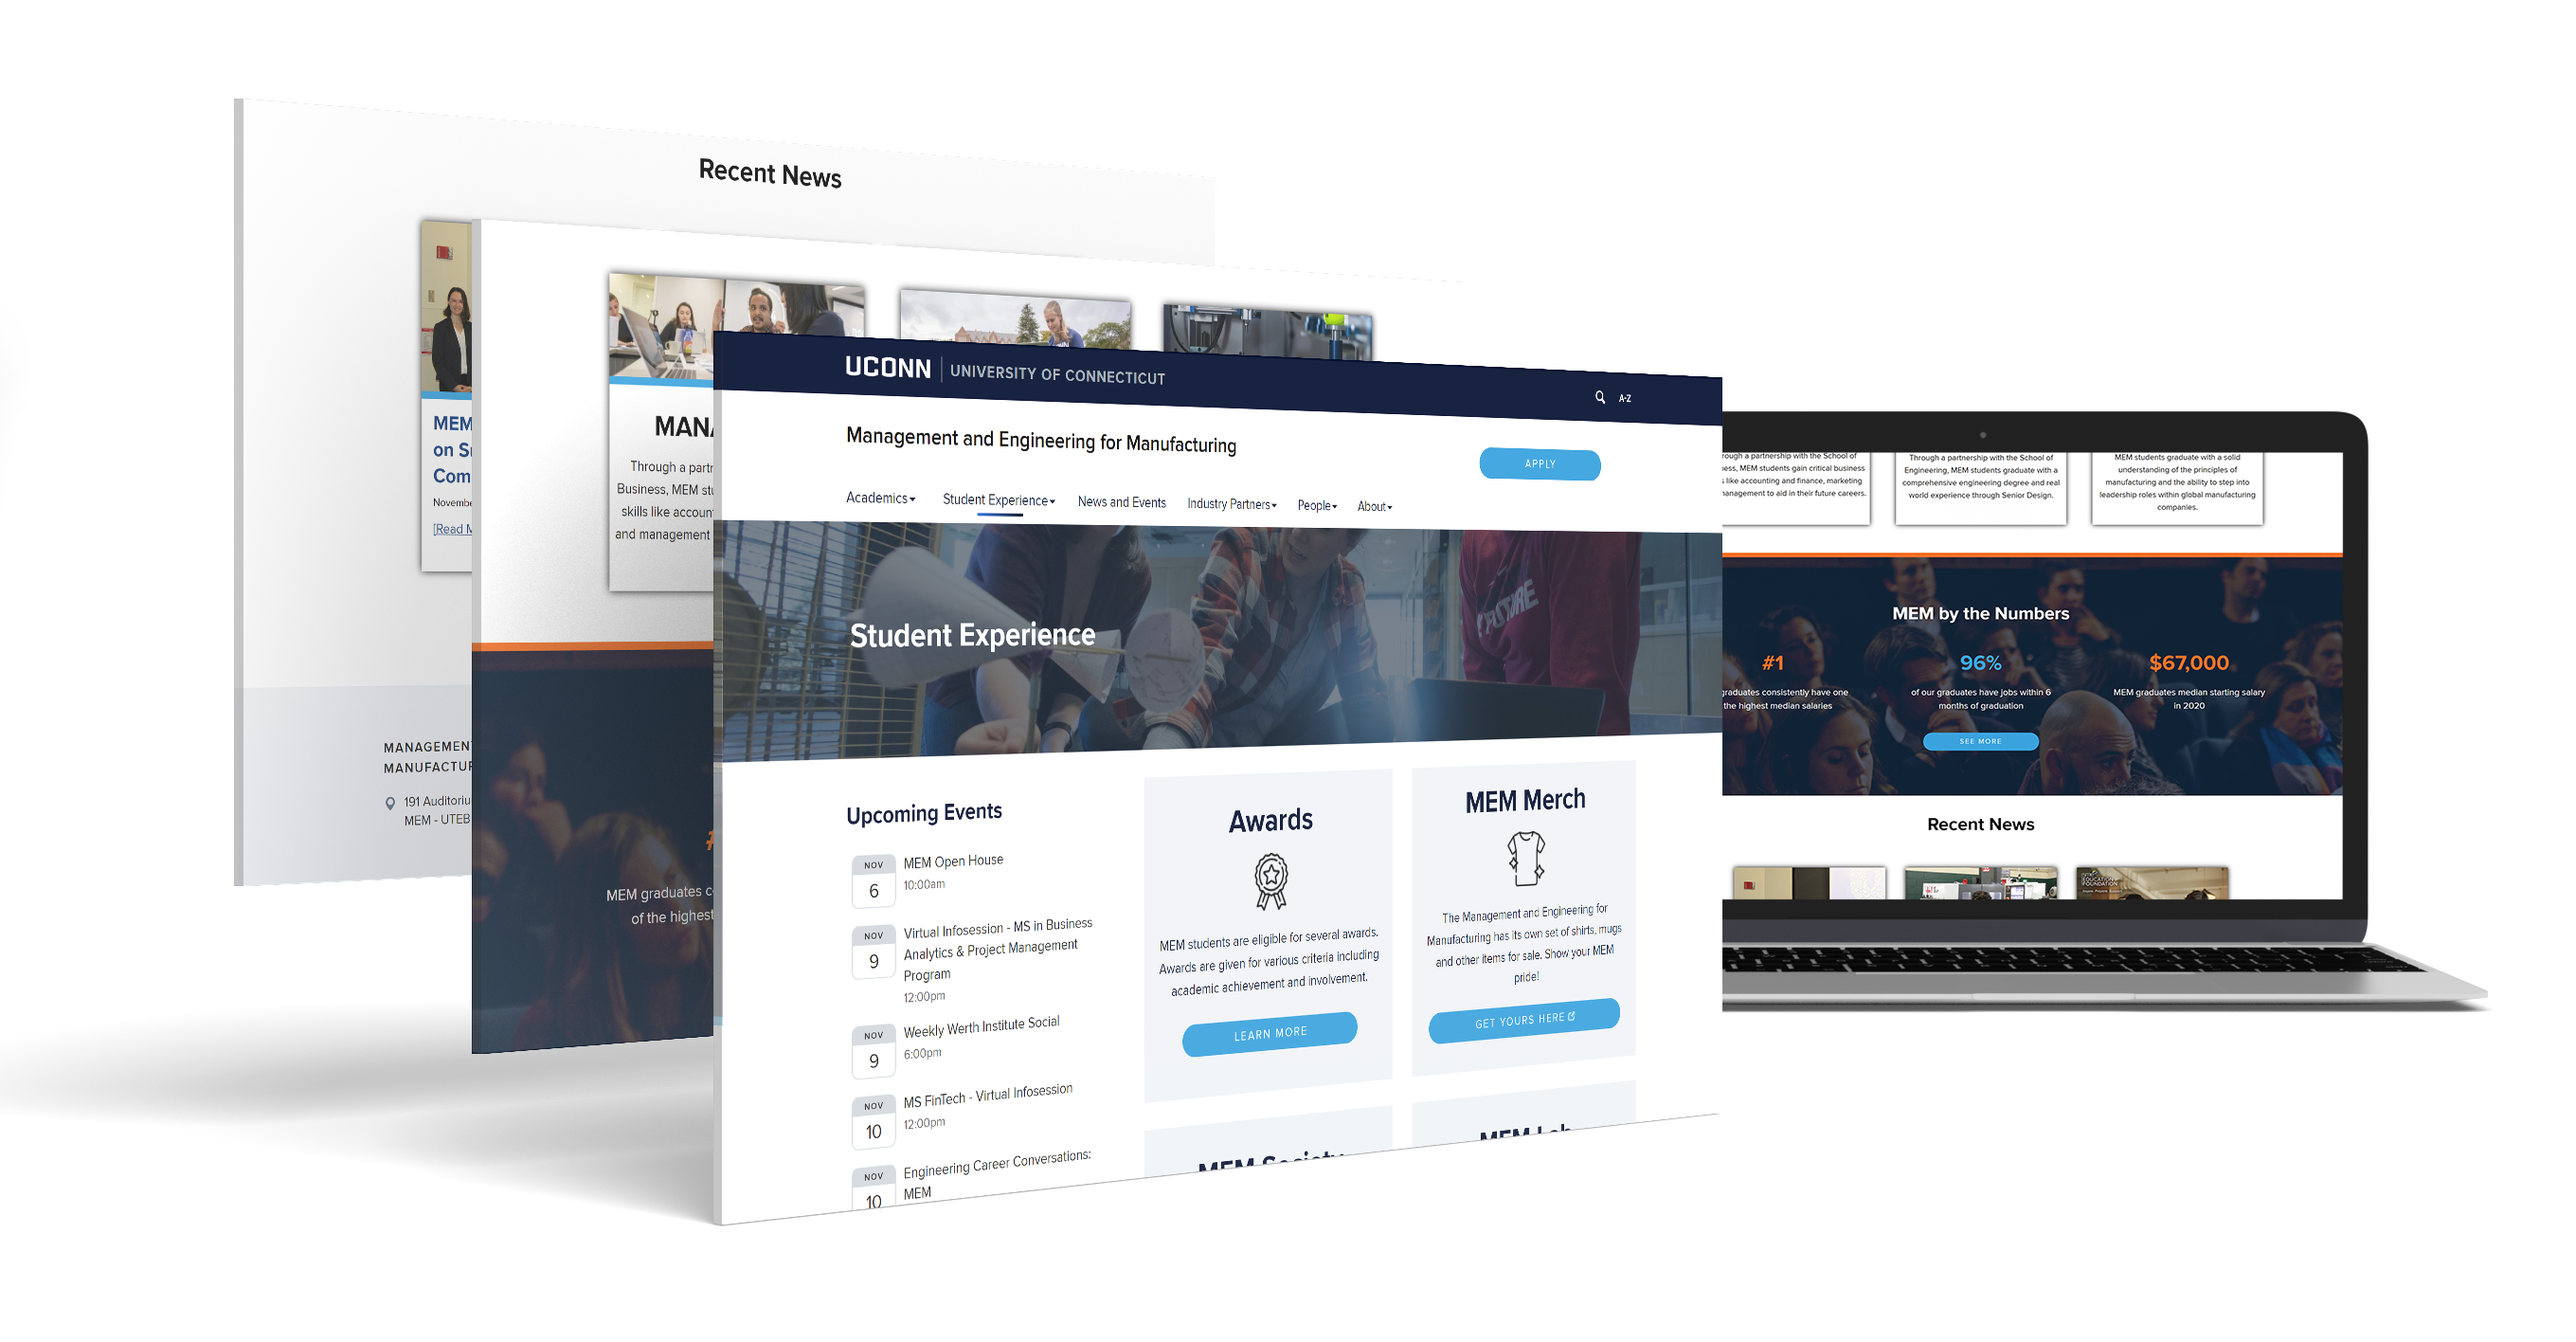 Recent News
MEM
on S
Com
Novembe
[Read M
MANAGEMENT
MANUFACTUR
191 Auditoriu
MEM - UTEB
MANA
Through a partn
Business, MEM stu
skills like accoun
and management
MEM graduates c
of the highest
UCONN | UNIVERSITY OF CONNECTICUT
A-Z
Management and Engineering for Manufacturing
APPLY
Academics
Student Experience
News and Events
Industry Partners
People
About
Student Experience
Upcoming Events
NOV
6
MEM Open House
10:00am
NOV
9
Virtual Infosession - MS in Business
Analytics & Project Management
Program
12:00pm
NOV
9
Weekly Werth Institute Social
6:00pm
NOV
10
MS FinTech - Virtual Infosession
12:00pm
NOV
10
Engineering Career Conversations:
MEM
Awards
MEM students are eligible for several awards.
Awards are given for various criteria including
academic achievement and involvement.
LEARN MORE
MEM Merch
The Management and Engineering for
Manufacturing has its own set of shirts, mugs
and other items for sale. Show your MEM
pride!
GET YOURS HERE
MEM Society
MEM Lab
rough a partnership with the School of
ess, MEM students gain critical business
s like accounting and finance, marketing
management to aid in their future careers.
Through a partnership with the School of
Engineering, MEM students graduate with a
comprehensive engineering degree and real
world experience through Senior Design.
MEM students graduate with a solid
understanding of the principles of
manufacturing and the ability to step into
leadership roles within global manufacturing
companies.
MEM by the Numbers
#1
graduates consistently have one
the highest median salaries
96%
of our graduates have jobs within 6
months of graduation
$67,000
MEM graduates median starting salary
in 2020
SEE MORE
Recent News
EDUCATION
FOUNDATION